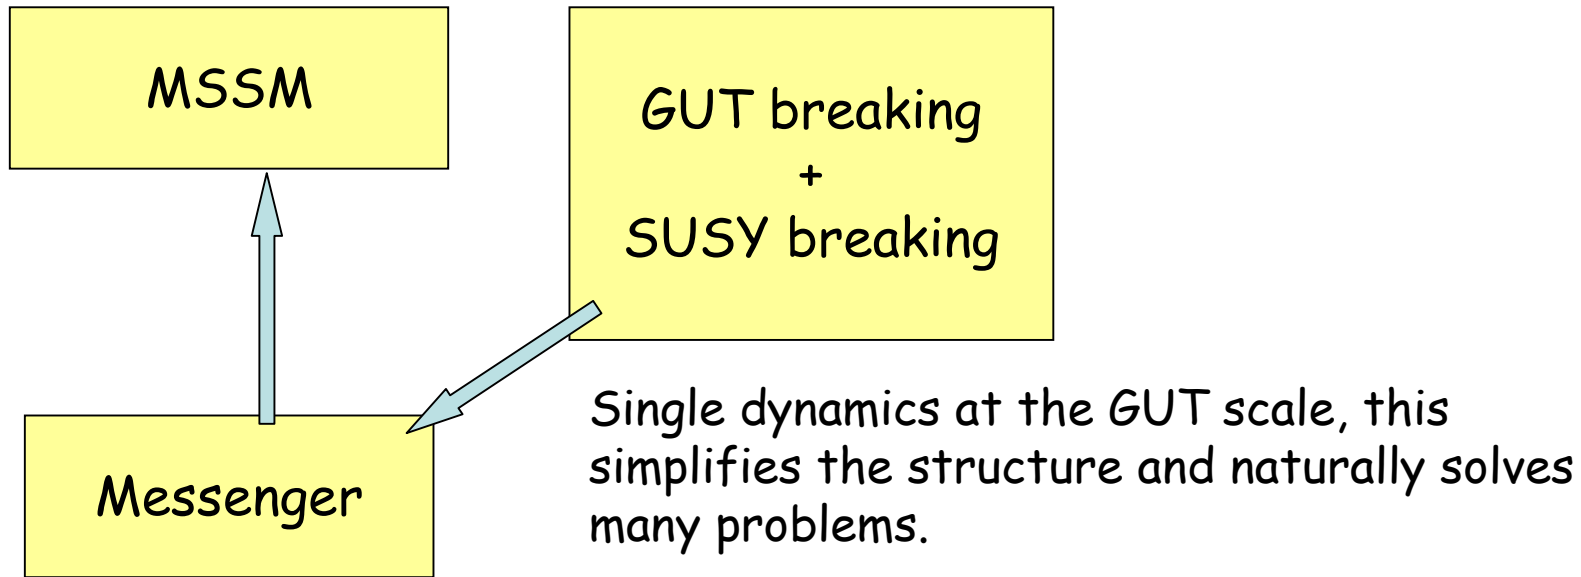 MSSM
GUT breaking
+
SUSY breaking
Single dynamics at the GUT scale, this
simplifies the structure and naturally solves
many problems.
Messenger